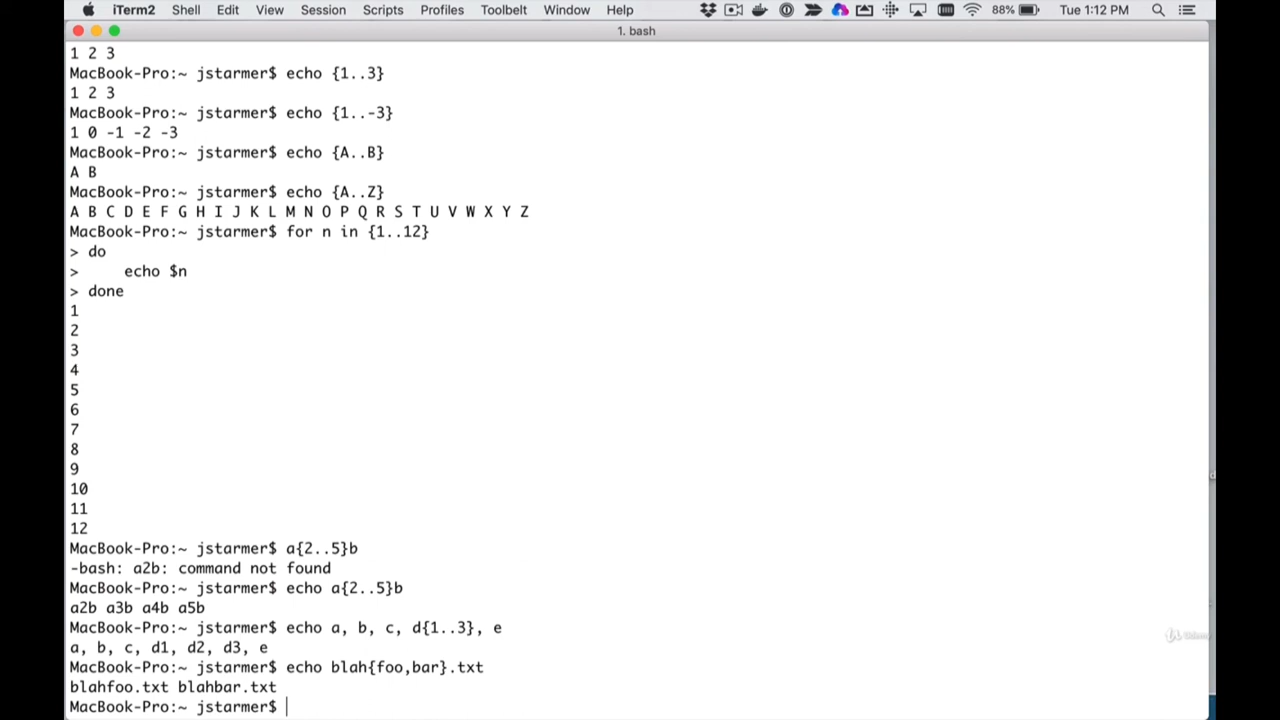 iTerm2 Shell Edit View Session Scripts Profiles Toolbelt Window Help 88% Tue 1:12 PM
1. bash
1 2 3
MacBook-Pro:~ jstarmer$ echo {1..3}
1 2 3
MacBook-Pro:~ jstarmer$ echo {1..-3}
1 0 -1 -2 -3
MacBook-Pro:~ jstarmer$ echo {A..B}
A B
MacBook-Pro:~ jstarmer$ echo {A..Z}
A B C D E F G H I J K L M N O P Q R S T U V W X Y Z
MacBook-Pro:~ jstarmer$ for n in {1..12}
> do
>     echo $n
> done
1
2
3
4
5
6
7
8
9
10
11
12
MacBook-Pro:~ jstarmer$ a{2..5}b
-bash: a2b: command not found
MacBook-Pro:~ jstarmer$ echo a{2..5}b
a2b a3b a4b a5b
MacBook-Pro:~ jstarmer$ echo a, b, c, d{1..3}, e
a, b, c, d1, d2, d3, e
MacBook-Pro:~ jstarmer$ echo blah{foo,bar}.txt
blahfoo.txt blahbar.txt
MacBook-Pro:~ jstarmer$
Udemy